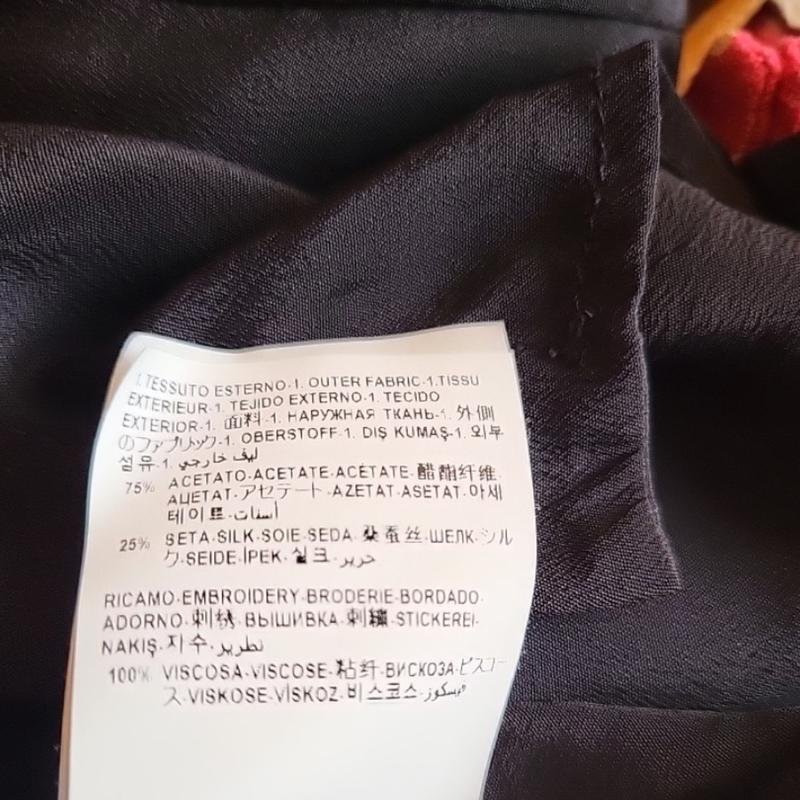 1.TESSUTO ESTERNO-1. OUTER FABRIC-1.TISSU
EXTERIEUR-1. TEJIDO EXTERNO-1. TECIDO
EXTERIOR-1. 面料-1. НАРУЖНАЯ ТКАНЬ-1. 外側
のファブリック-1. OBERSTOFF-1. DIŞ KUMAŞ-1. 외부
섬유-1. ليف خارجي
75% ACETATO-ACETATE-ACÉTATE-醋酯纤维-
АЦЕТАТ-アセテート-AZETAT-ASETAT-아세
테이트-أسيتات
25% SETA-SILK-SOIE-SEDA-桑蚕丝-ШЕЛК-シル
ク-SEIDE-İPEK-실크-حرير
RICAMO-EMBROIDERY-BRODERIE-BORDADO-
ADORNO-刺绣-ВЫШИВКА-刺繍-STICKEREI-
NAKIŞ-자수-تطريز
100% VISCOSA-VISCOSE-粘纤-ВИСКОЗА-ビスコー
ス-VISKOSE-VİSKOZ-비스코스-فيسكوز